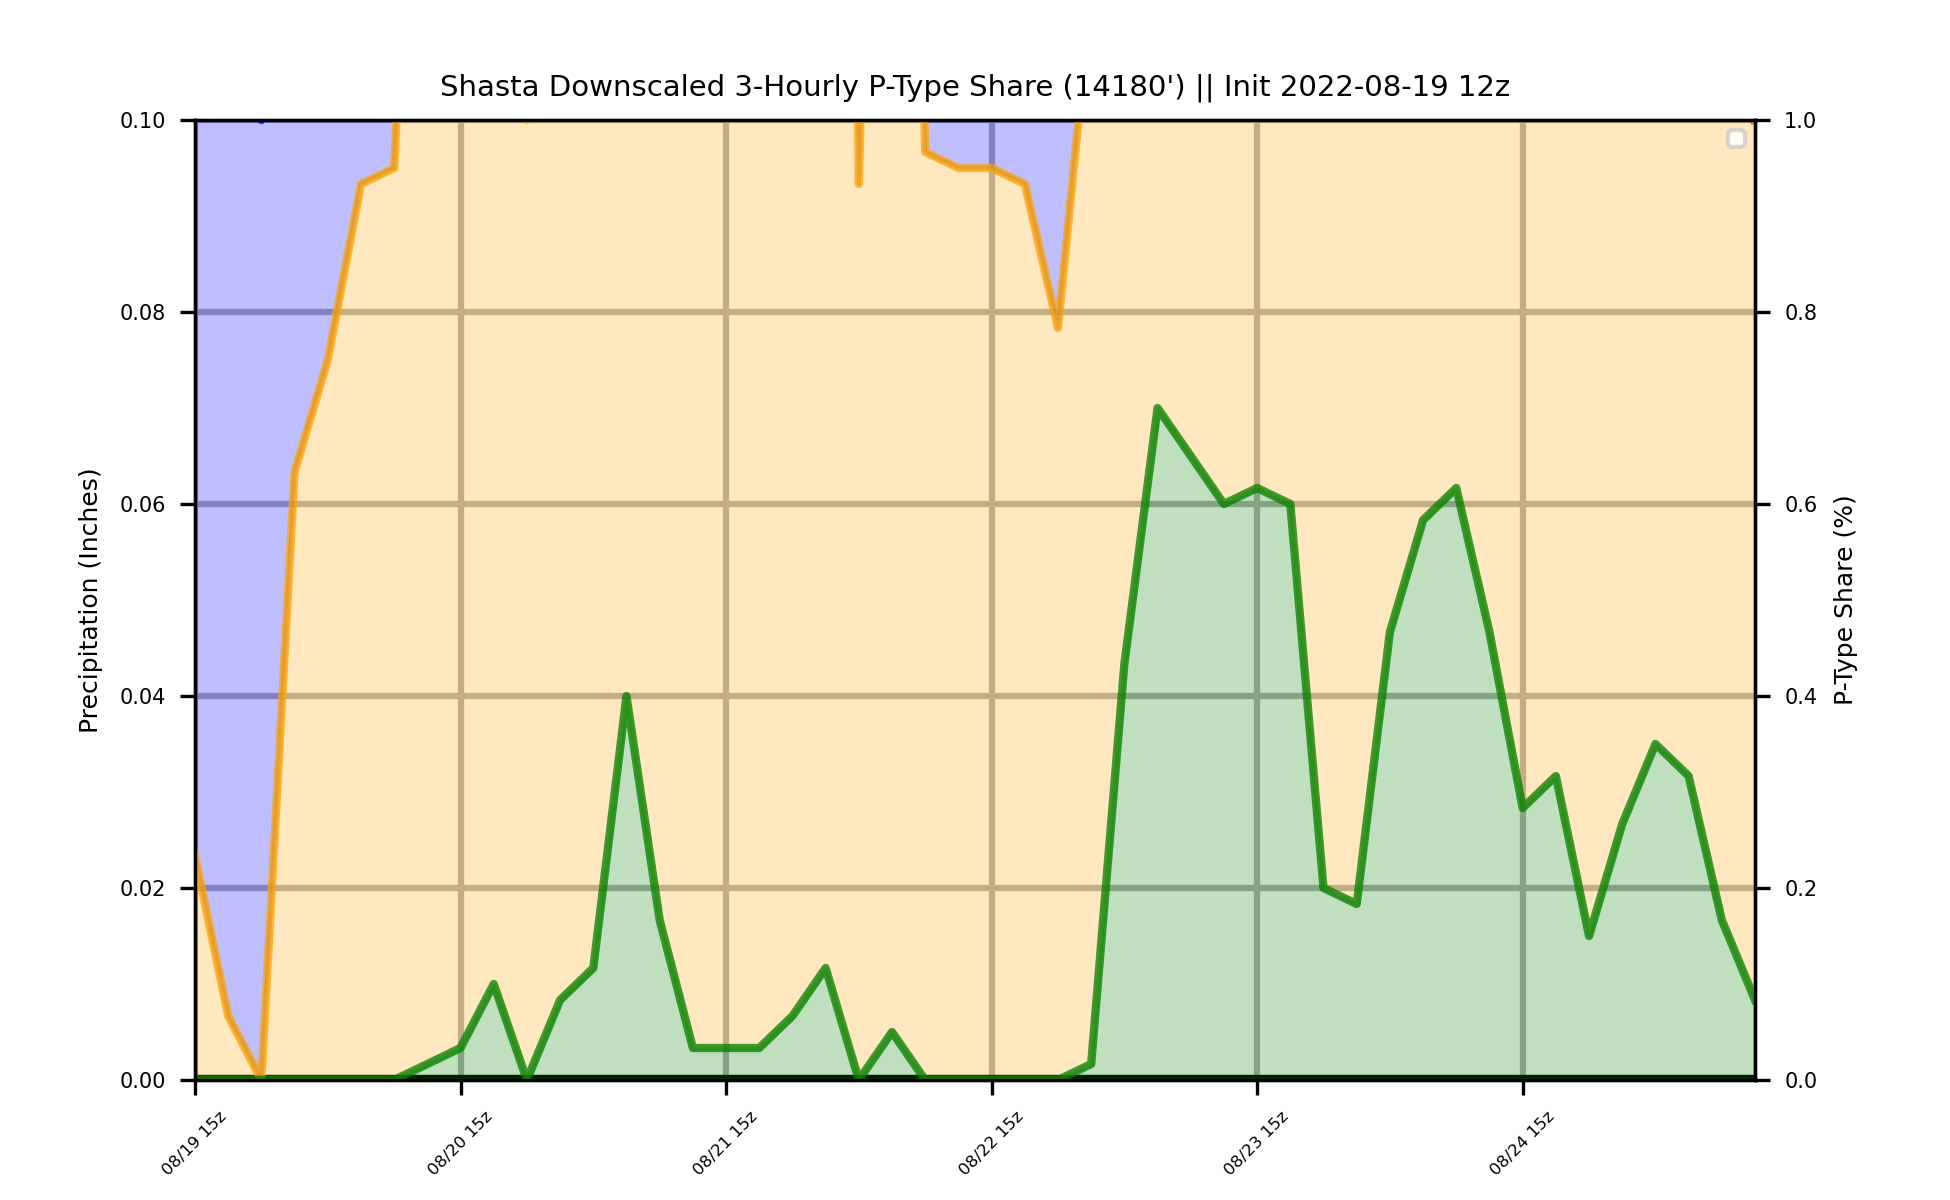 Shasta Downscaled 3-Hourly P-Type Share (14180') || Init 2022-08-19 12z
Precipitation (Inches)
0.10
0.08
0.06
0.04
0.02
0.00
1.0
0.8
0.6
0.4
0.2
0.0
P-Type Share (%)
08/19 15z
08/20 15z
08/21 15z
08/22 15z
08/23 15z
08/24 15z